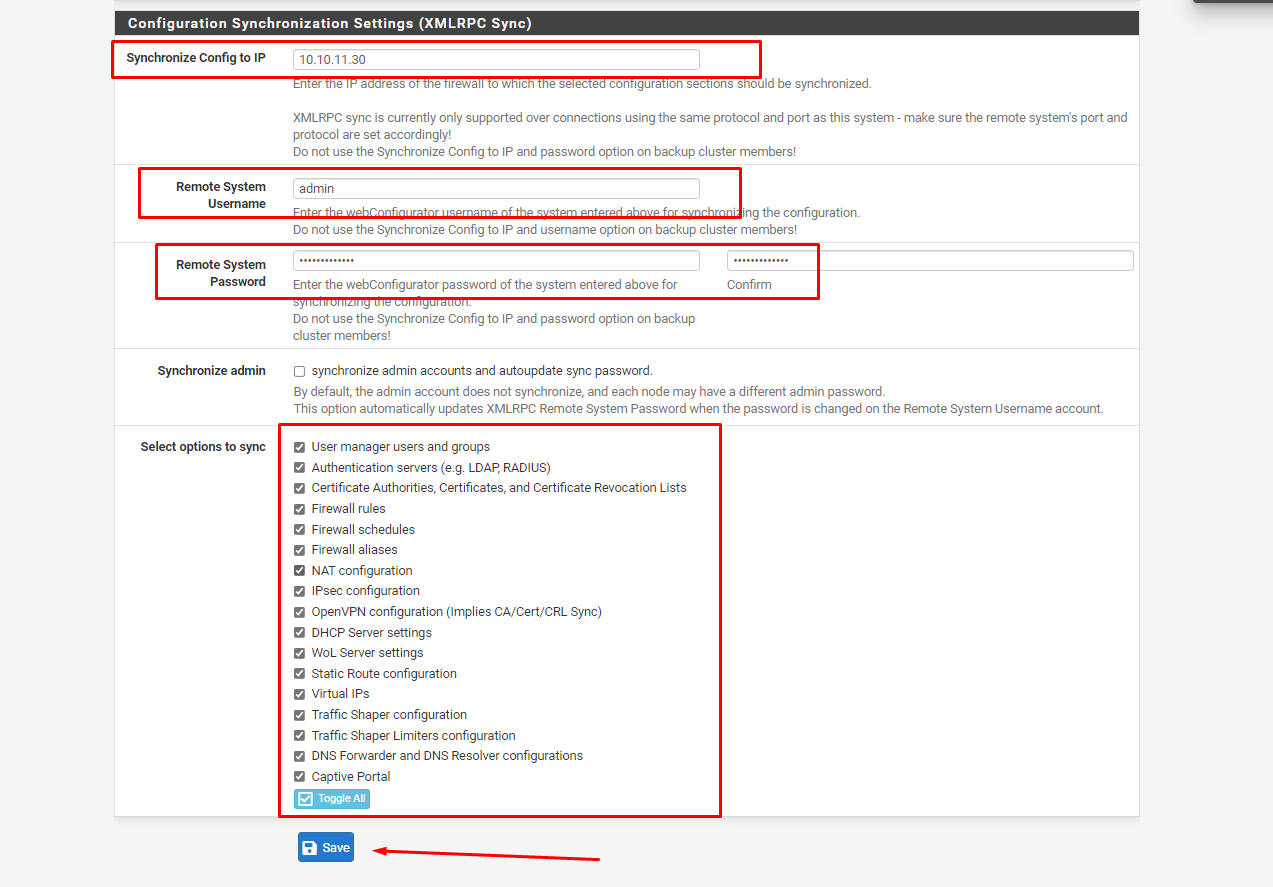 Configuration Synchronization Settings (XMLRPC Sync)
Synchronize Config to IP
10.10.11.30
Enter the IP address of the firewall to which the selected configuration sections should be synchronized.
XMLRPC sync is currently only supported over connections using the same protocol and port as this system - make sure the remote system's port and
protocol are set accordingly!
Do not use the Synchronize Config to IP and password option on backup cluster members!
Remote System
Username
admin
Enter the webConfigurator username of the system entered above for synchronizing the configuration.
Do not use the Synchronize Config to IP and username option on backup cluster members!
Remote System
Password
•••••••••••••
•••••••••••••
Enter the webConfigurator password of the system entered above for
synchronizing the configuration.
Do not use the Synchronize Config to IP and password option on backup
cluster members!
Confirm
Synchronize admin
synchronize admin accounts and autoupdate sync password.
By default, the admin account does not synchronize, and each node may have a different admin password.
This option automatically updates XMLRPC Remote System Password when the password is changed on the Remote System Username account.
Select options to sync
User manager users and groups
Authentication servers (e.g. LDAP, RADIUS)
Certificate Authorities, Certificates, and Certificate Revocation Lists
Firewall rules
Firewall schedules
Firewall aliases
NAT configuration
IPsec configuration
OpenVPN configuration (Implies CA/Cert/CRL Sync)
DHCP Server settings
WoL Server settings
Static Route configuration
Virtual IPs
Traffic Shaper configuration
Traffic Shaper Limiters configuration
DNS Forwarder and DNS Resolver configurations
Captive Portal
Toggle All
Save